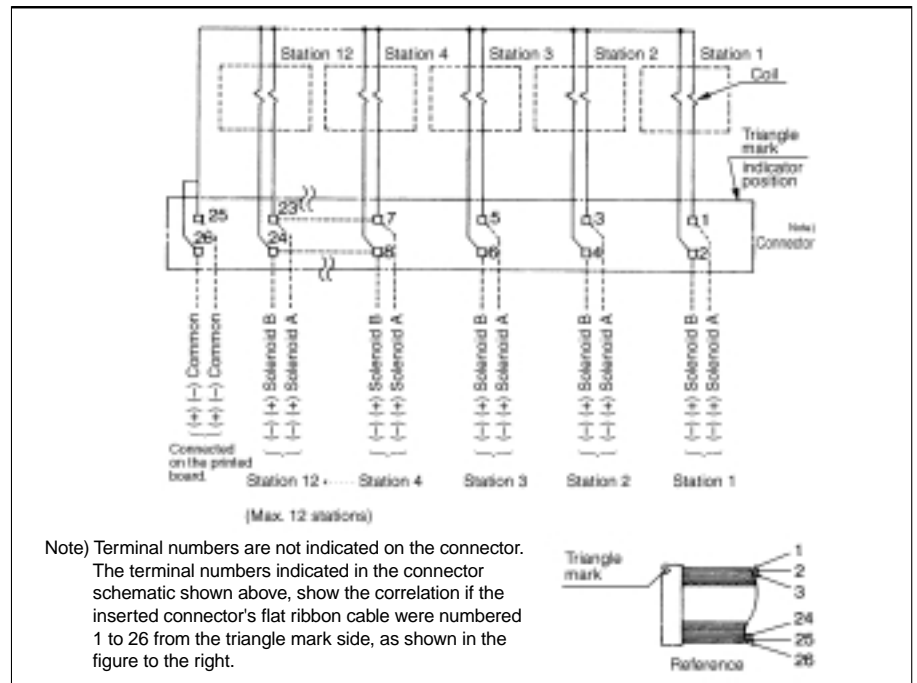 Station 12 Station 4 Station 3 Station 2 Station 1
Coil
Triangle
mark
indicator
position
25 23 7 5 3 1
Note)
Connector
26 24 8 6 4 2
(+) (−) Common
(+) (−) Common
(−) (+) Solenoid B
(−) (+) Solenoid A
(−) (+) Solenoid B
(−) (+) Solenoid A
(−) (+) Solenoid B
(−) (+) Solenoid A
(−) (+) Solenoid B
(−) (+) Solenoid A
(−) (+) Solenoid B
(−) (+) Solenoid A
Connected
on the printed
board.
Station 12 Station 4 Station 3 Station 2 Station 1
(Max. 12 stations)
Note) Terminal numbers are not indicated on the connector.
The terminal numbers indicated in the connector
schematic shown above, show the correlation if the
inserted connector's flat ribbon cable were numbered
1 to 26 from the triangle mark side, as shown in the
figure to the right.
Triangle
mark
1
2
3
24
25
26
Reference